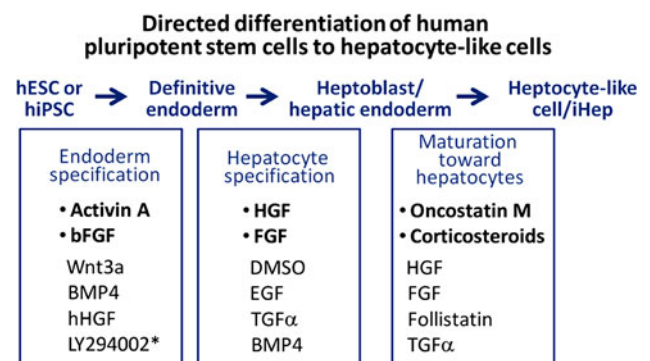 Directed differentiation of human
pluripotent stem cells to hepatocyte-like cells
hESC or
hiPSC
Definitive
endoderm
Heptoblast/
hepatic endoderm
Heptocyte-like
cell/iHep
Endoderm
specification
• Activin A
• bFGF
Wnt3a
BMP4
hHGF
LY294002*
Hepatocyte
specification
• HGF
• FGF
DMSO
EGF
TGFα
BMP4
Maturation
toward
hepatocytes
• Oncostatin M
• Corticosteroids
HGF
FGF
Follistatin
TGFα